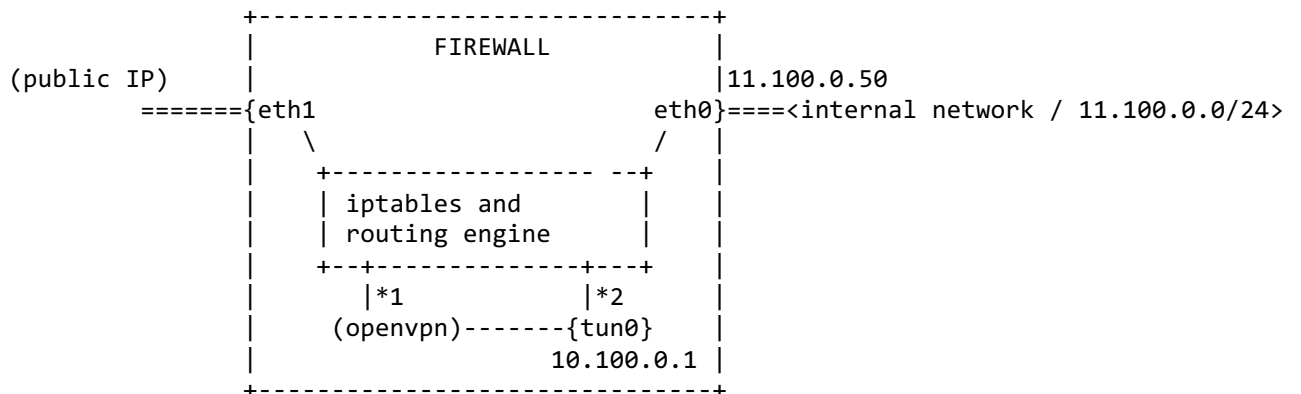 +-------------------------------+
| FIREWALL |
(public IP) | |11.100.0.50
======={eth1 eth0}====<internal network / 11.100.0.0/24>
| \ / |
| +------------------ --+ |
| | iptables and | |
| | routing engine | |
| +--+---------------+---+ |
| |*1 |*2 |
| (openvpn)-------{tun0} |
| 10.100.0.1 |
+-------------------------------+